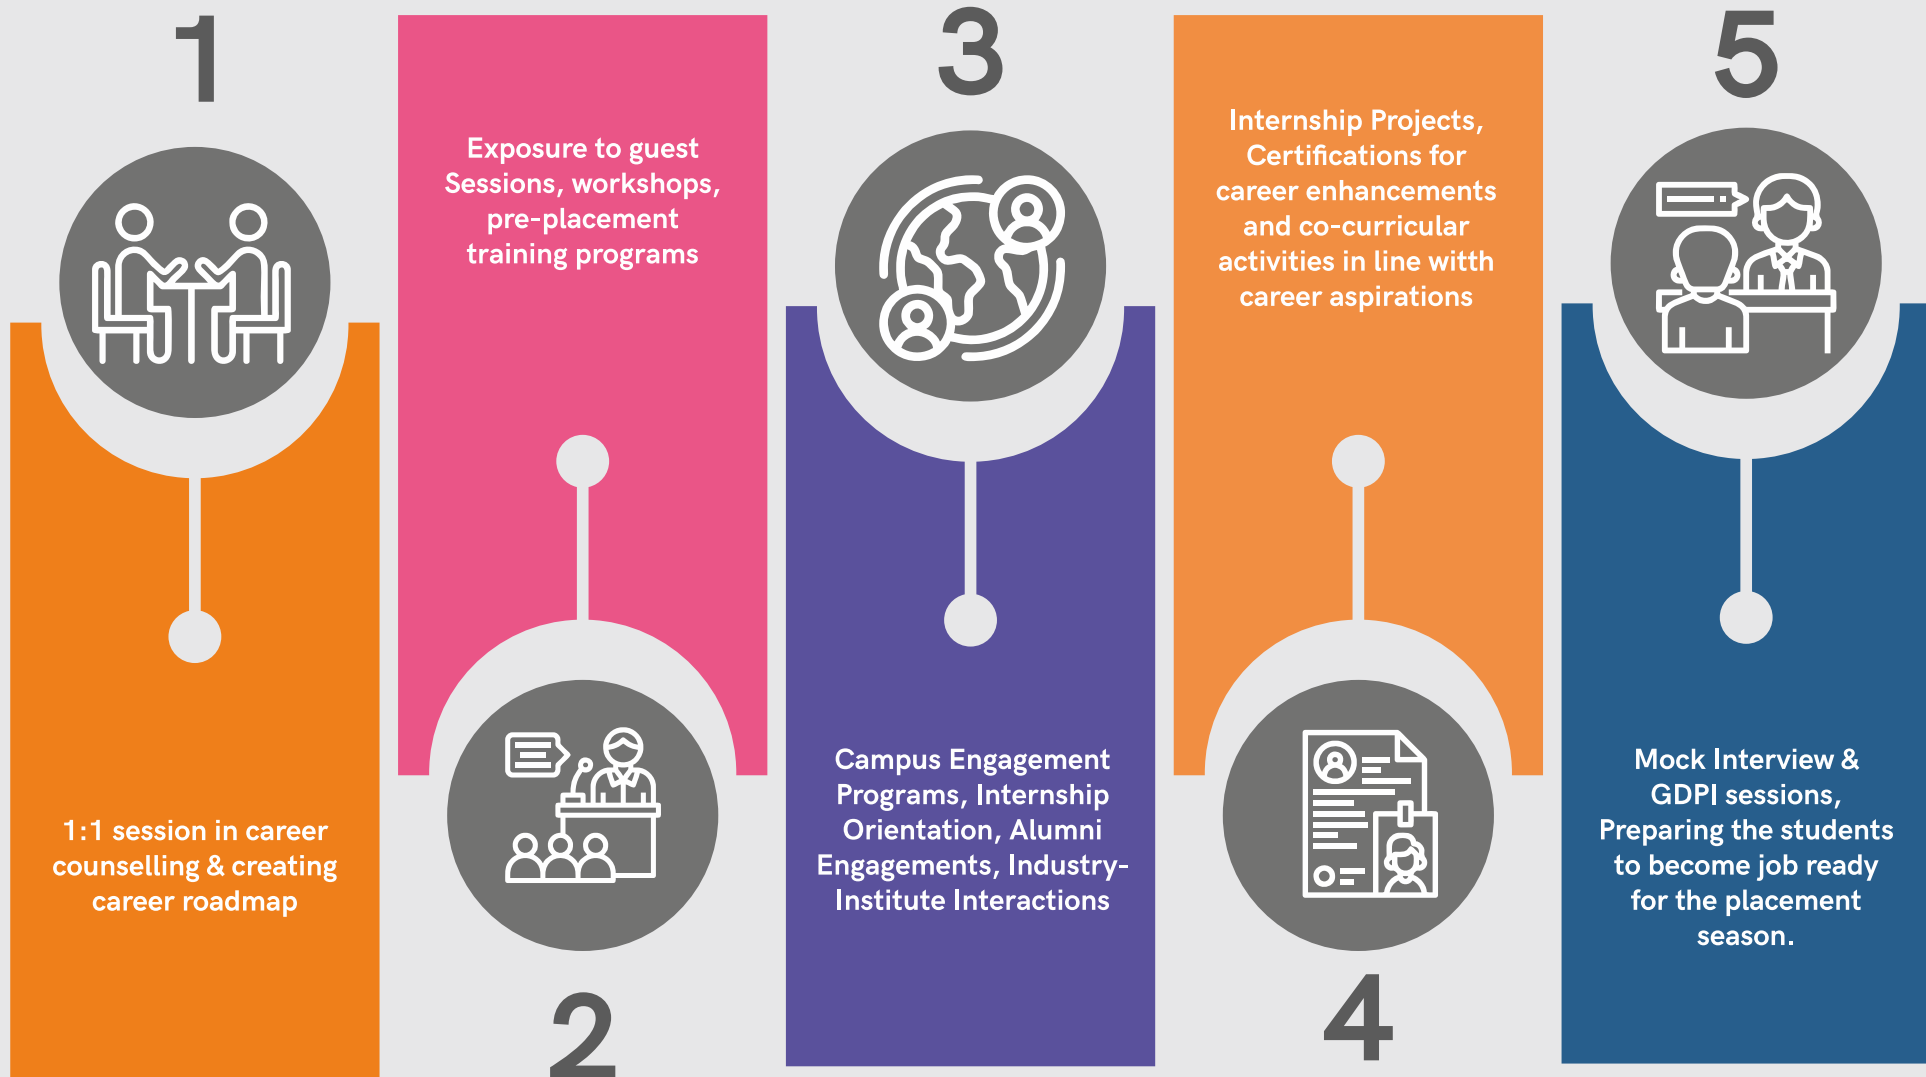 1
1:1 session in career
counselling & creating
career roadmap
Exposure to guest
Sessions, workshops,
pre-placement
training programs
2
3
Campus Engagement
Programs, Internship
Orientation, Alumni
Engagements, Industry-
Institute Interactions
Internship Projects,
Certifications for
career enhancements
and co-curricular
activities in line witth
career aspirations
4
5
Mock Interview &
GDPI sessions,
Preparing the students
to become job ready
for the placement
season.